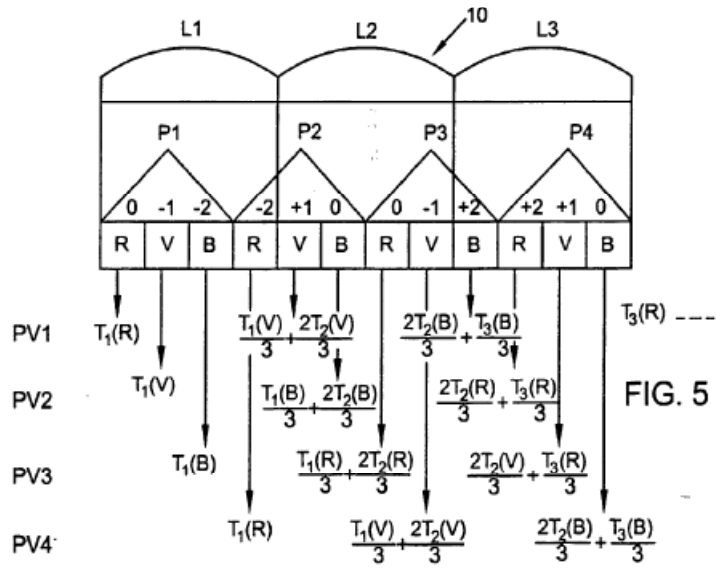 10
L1 L2 L3
P1 P2 P3 P4
0 -1 -2 -2 +1 0 0 -1 +2 +2 +1 0
R V B R V B R V B R V B
PV1 T₁(R) T₁(V)/3 + 2T₂(V)/3 2T₂(B)/3 + T₃(B)/3 T₃(R) ----
T₁(V)
PV2 T₁(B)/3 + 2T₂(B)/3 2T₂(R)/3 + T₃(R)/3 FIG. 5
PV3 T₁(B) T₁(R)/3 + 2T₂(R)/3 2T₂(V)/3 + T₃(R)/3
PV4 T₁(R) T₁(V)/3 + 2T₂(V)/3 2T₂(B)/3 + T₃(B)/3